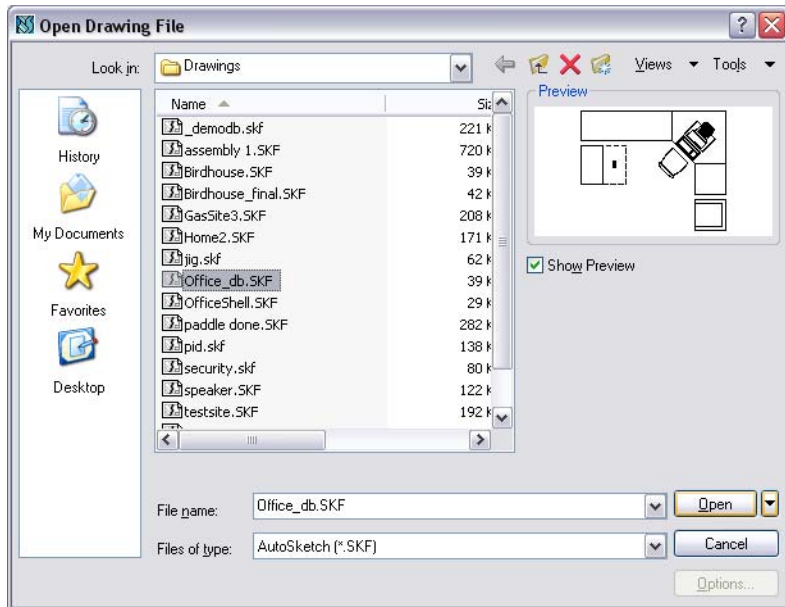 Open Drawing File
Look in: Drawings Views Tools
History
My Documents
Favorites
Desktop
Name Siz
_demodb.skf 221 K
assembly 1.SKF 720 K
Birdhouse.SKF 39 K
Birdhouse_final.SKF 42 K
GasSite3.SKF 208 K
Home2.SKF 171 K
jig.skf 62 K
Office_db.SKF 39 K
OfficeShell.SKF 29 K
paddle done.SKF 282 K
pid.skf 138 K
security.skf 80 K
speaker.SKF 122 K
testsite.SKF 192 K
Preview
Show Preview
File name: Office_db.SKF Open
Files of type: AutoSketch (*.SKF) Cancel
Options...